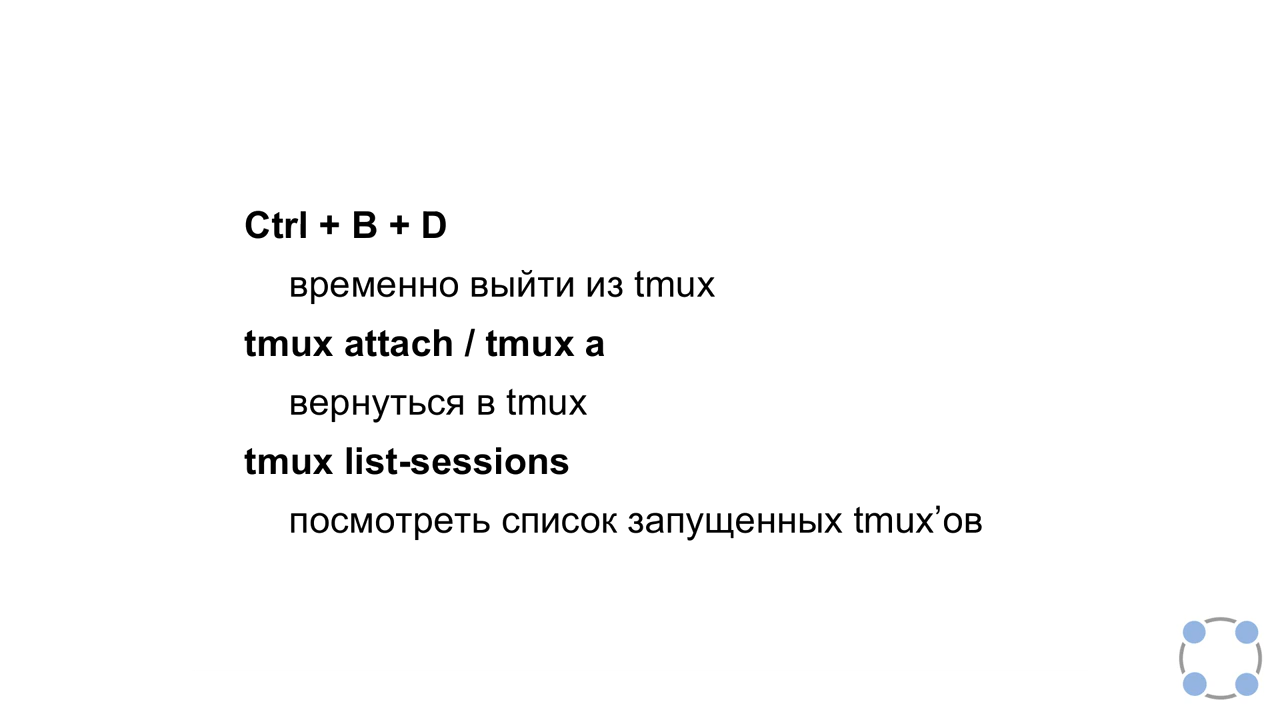 Ctrl + B + D
временно выйти из tmux
tmux attach / tmux a
вернуться в tmux
tmux list-sessions
посмотреть список запущенных tmux’ов